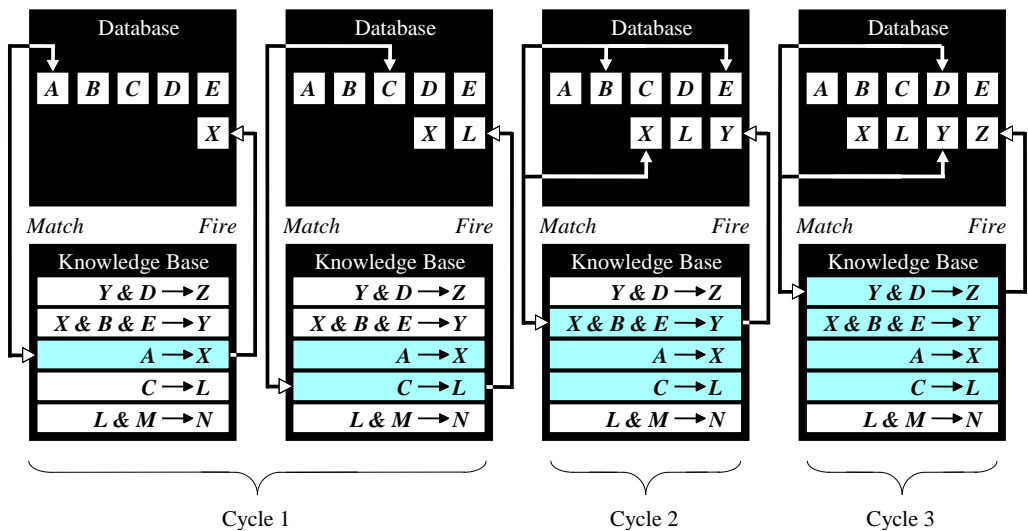 Database
A B C D E
X
Match Fire
Knowledge Base
Y & D → Z
X & B & E → Y
A → X
C → L
L & M → N
Database
A B C D E
X L
Match Fire
Knowledge Base
Y & D → Z
X & B & E → Y
A → X
C → L
L & M → N
Cycle 1
Database
A B C D E
X L Y
Match Fire
Knowledge Base
Y & D → Z
X & B & E → Y
A → X
C → L
L & M → N
Cycle 2
Database
A B C D E
X L Y Z
Match Fire
Knowledge Base
Y & D → Z
X & B & E → Y
A → X
C → L
L & M → N
Cycle 3